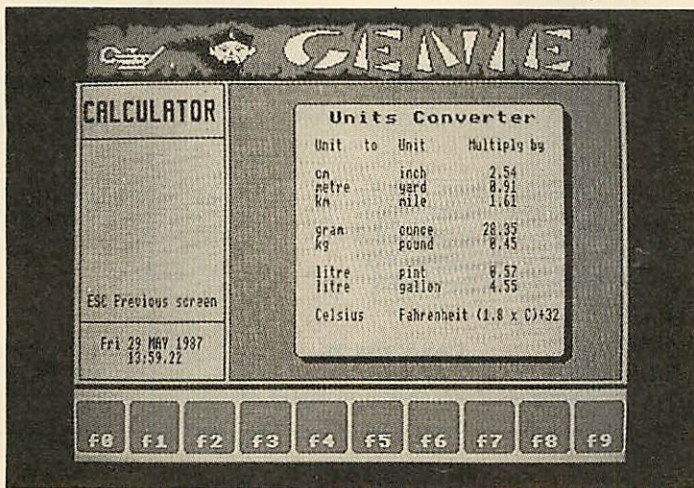 GENIE
CALCULATOR
Units Converter
Unit to Unit Multiply by
cm inch 2.54
metre yard 0.91
km mile 1.61
gram ounce 28.35
kg pound 0.45
litre pint 0.57
litre gallon 4.55
Celsius Fahrenheit (1.8 x C)+32
ESC Previous screen
Fri 29 MAY 1987
13:59.22
f0 f1 f2 f3 f4 f5 f6 f7 f8 f9